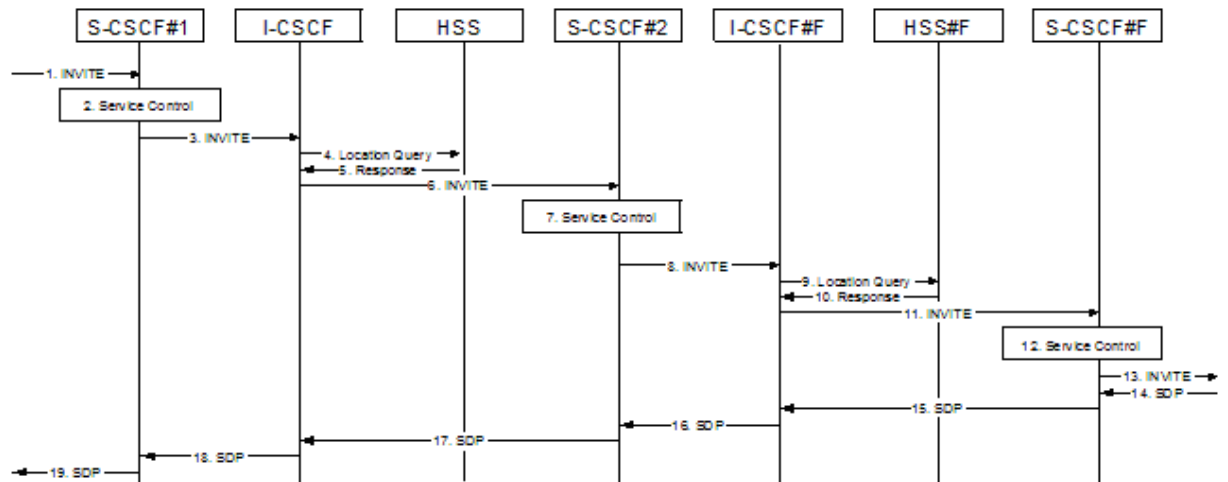 S-CSCF#1
I-CSCF
HSS
S-CSCF#2
I-CSCF#F
HSS#F
S-CSCF#F
1. INVITE
2. Service Control
3. INVITE
4. Location Query
5. Response
6. INVITE
7. Service Control
8. INVITE
9. Location Query
10. Response
11. INVITE
12. Service Control
13. INVITE
14. SDP
15. SDP
16. SDP
17. SDP
18. SDP
19. SDP